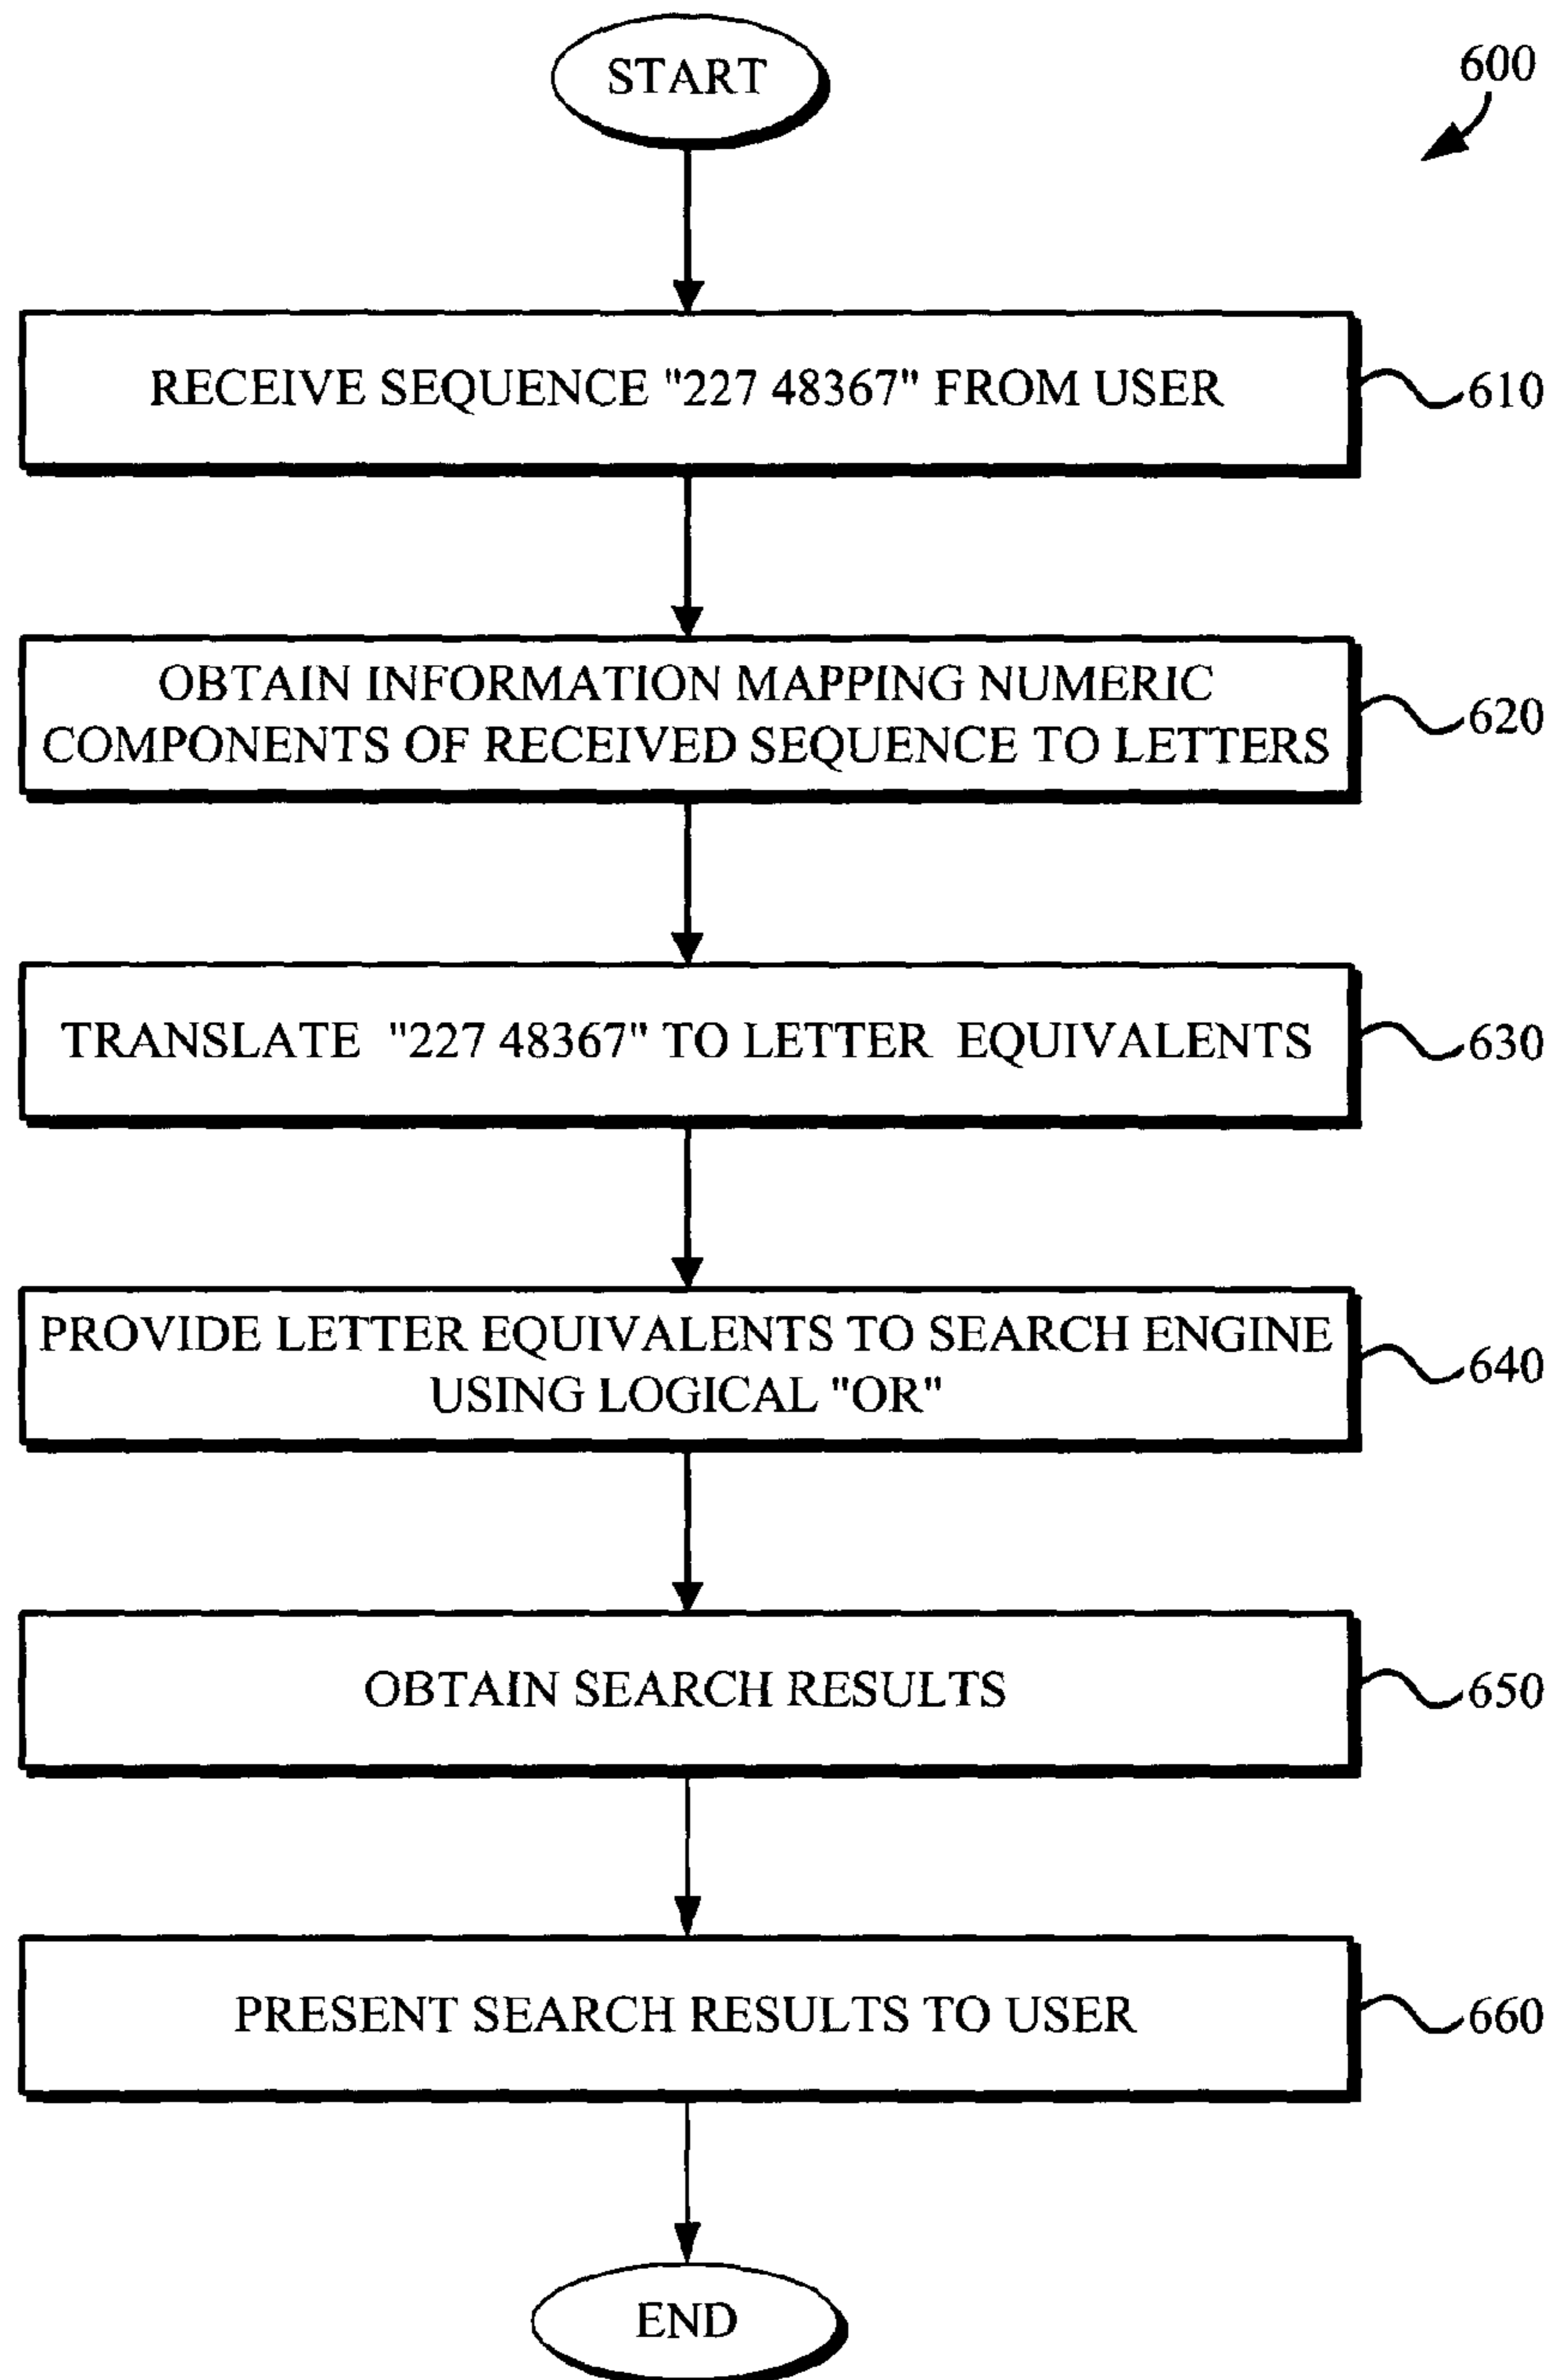 START
600
RECEIVE SEQUENCE "227 48367" FROM USER
610
OBTAIN INFORMATION MAPPING NUMERIC
COMPONENTS OF RECEIVED SEQUENCE TO LETTERS
620
TRANSLATE "227 48367" TO LETTER EQUIVALENTS
630
PROVIDE LETTER EQUIVALENTS TO SEARCH ENGINE
USING LOGICAL "OR"
640
OBTAIN SEARCH RESULTS
650
PRESENT SEARCH RESULTS TO USER
660
END